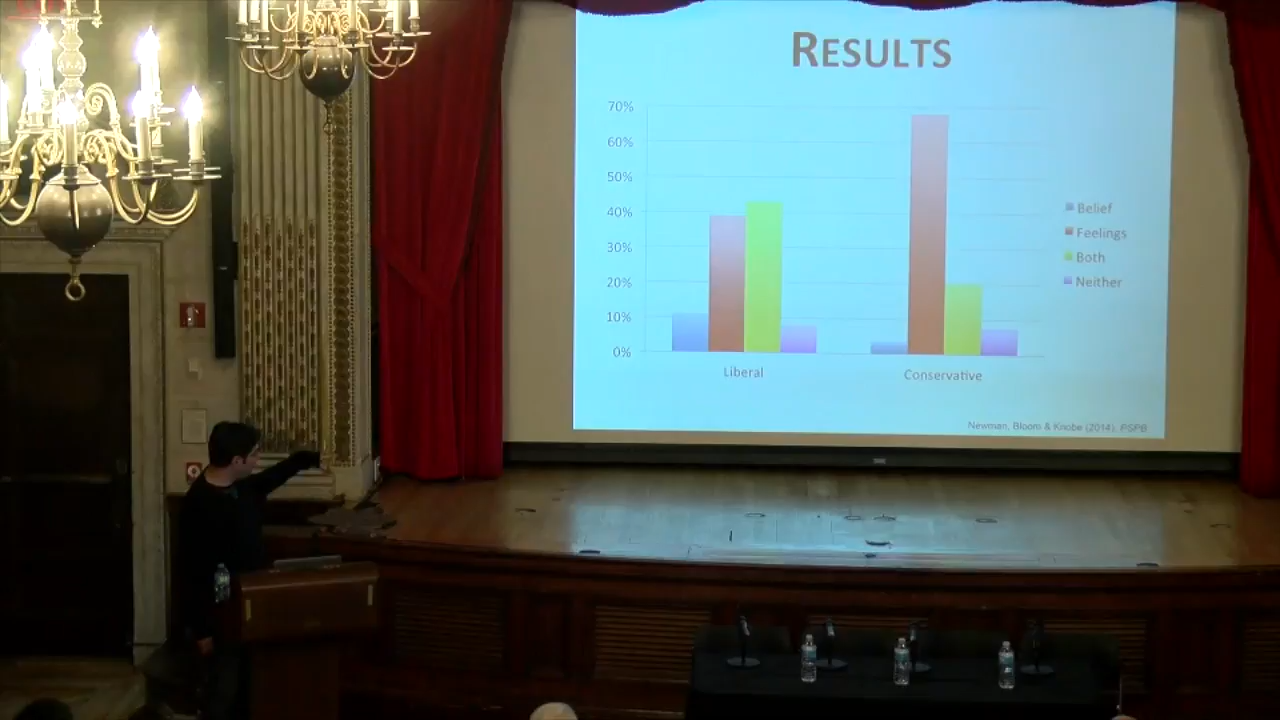 RESULTS
70%
60%
50%
40%
30%
20%
10%
0%
Liberal
Conservative
Belief
Feelings
Both
Neither
Newman, Bloom & Knobe (2014). PSPB